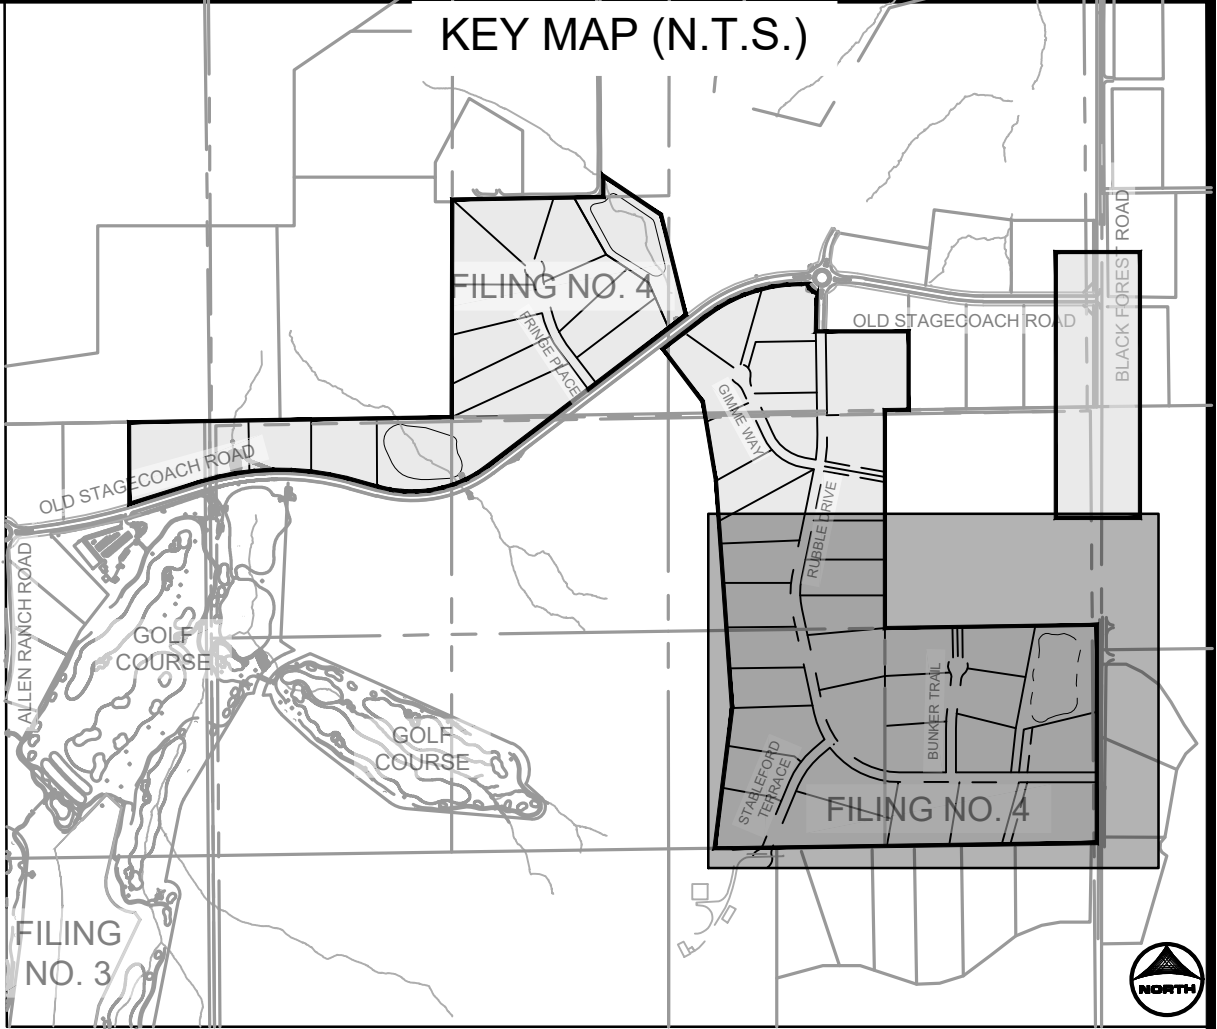 KEY MAP (N.T.S.)
BLACK FOREST ROAD
FILING NO. 4
OLD STAGECOACH ROAD
FRINGE PLACE
GIMME WAY
OLD STAGECOACH ROAD
RUBBLE DRIVE
ALLEN RANCH ROAD
GOLF
COURSE
GOLF
COURSE
BUNKER TRAIL
STABLEFORD
TERRACE
FILING NO. 4
FILING
NO. 3
NORTH